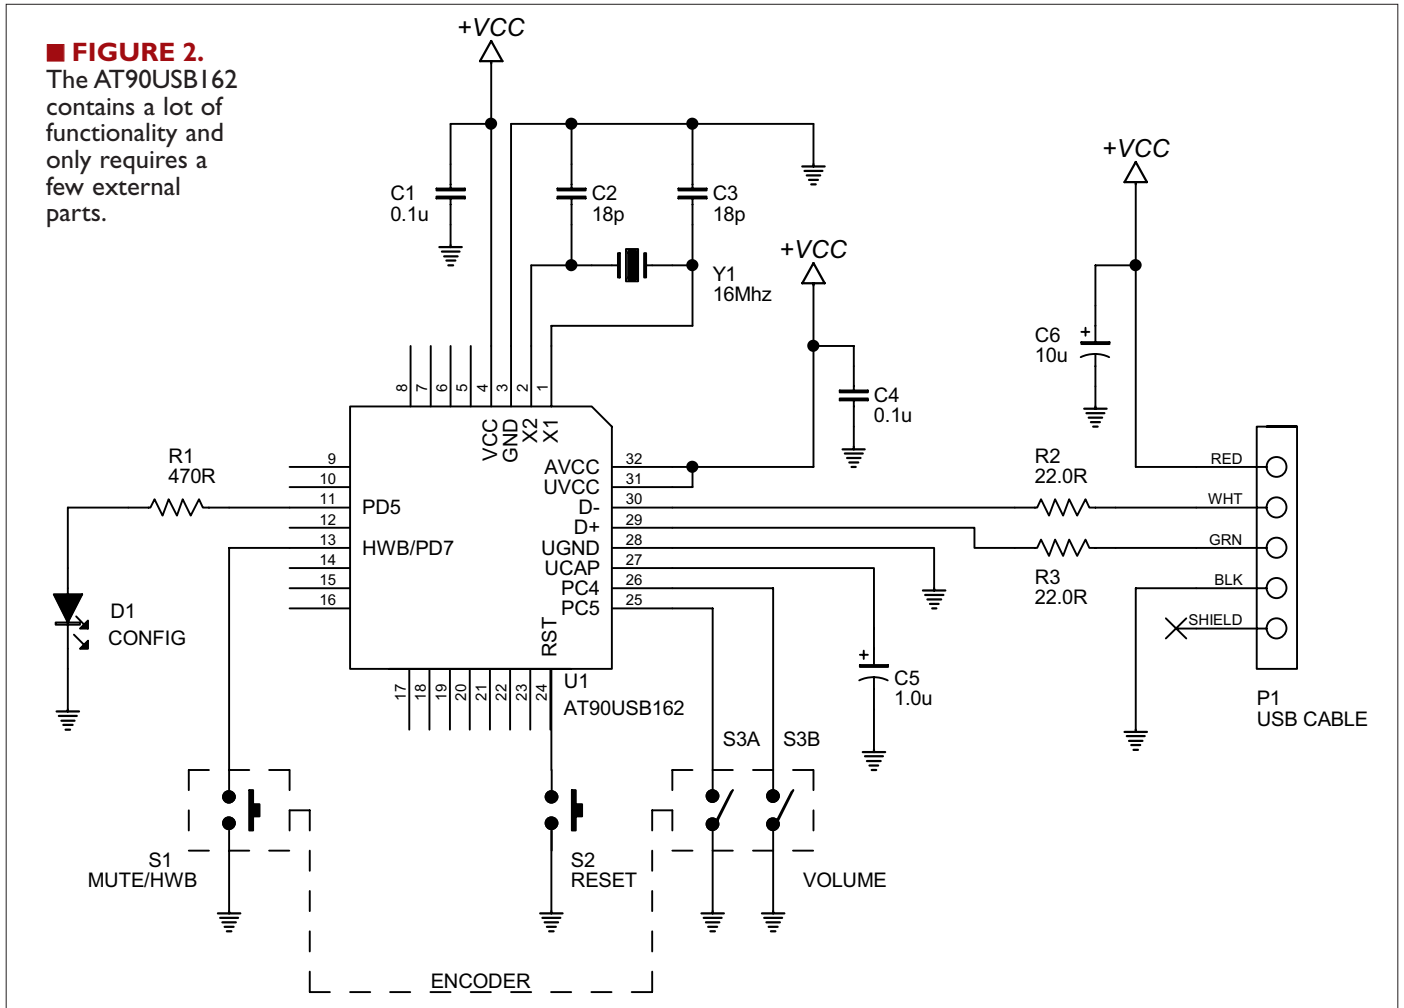 ■ FIGURE 2.
The AT90USB162
contains a lot of
functionality and
only requires a
few external
parts.
+VCC
C1
0.1u
C2
18p
C3
18p
Y1
16Mhz
+VCC
C4
0.1u
+VCC
C6
10u
+
8
7
6
5
4
3
2
1
VCC
GND
X2
X1
R1
470R
9
10
11
12
13
14
15
16
PD5
HWB/PD7
AVCC
UVCC
D-
D+
UGND
UCAP
PC4
PC5
32
31
30
29
28
27
26
25
RST
17
18
19
20
21
22
23
24
U1
AT90USB162
D1
CONFIG
R2
22.0R
R3
22.0R
RED
WHT
GRN
BLK
SHIELD
P1
USB CABLE
+
C5
1.0u
S3A
S3B
S1
MUTE/HWB
S2
RESET
VOLUME
ENCODER